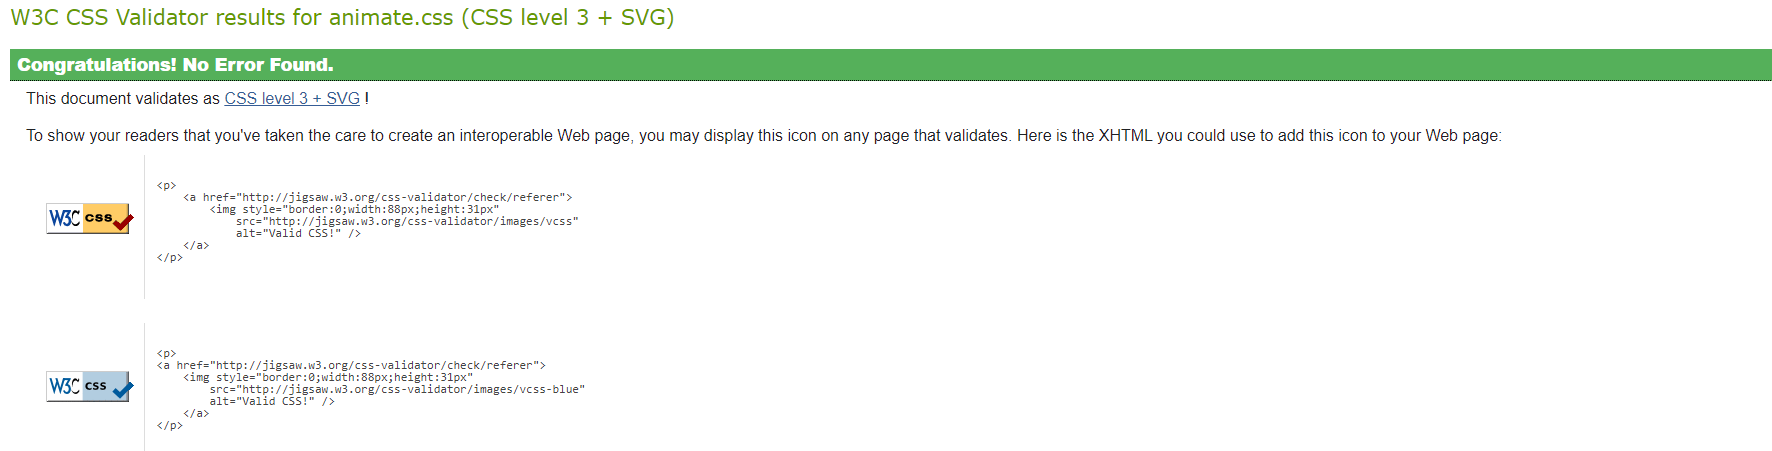 W3C CSS Validator results for animate.css (CSS level 3 + SVG)
Congratulations! No Error Found.
This document validates as CSS level 3 + SVG !
To show your readers that you've taken the care to create an interoperable Web page, you may display this icon on any page that validates. Here is the XHTML you could use to add this icon to your Web page:
W3C css
<p>
    <a href="http://jigsaw.w3.org/css-validator/check/referer">
        <img style="border:0;width:88px;height:31px"
            src="http://jigsaw.w3.org/css-validator/images/vcss"
            alt="Valid CSS!" />
    </a>
</p>
W3C css
<p>
<a href="http://jigsaw.w3.org/css-validator/check/referer">
    <img style="border:0;width:88px;height:31px"
        src="http://jigsaw.w3.org/css-validator/images/vcss-blue"
        alt="Valid CSS!" />
    </a>
</p>